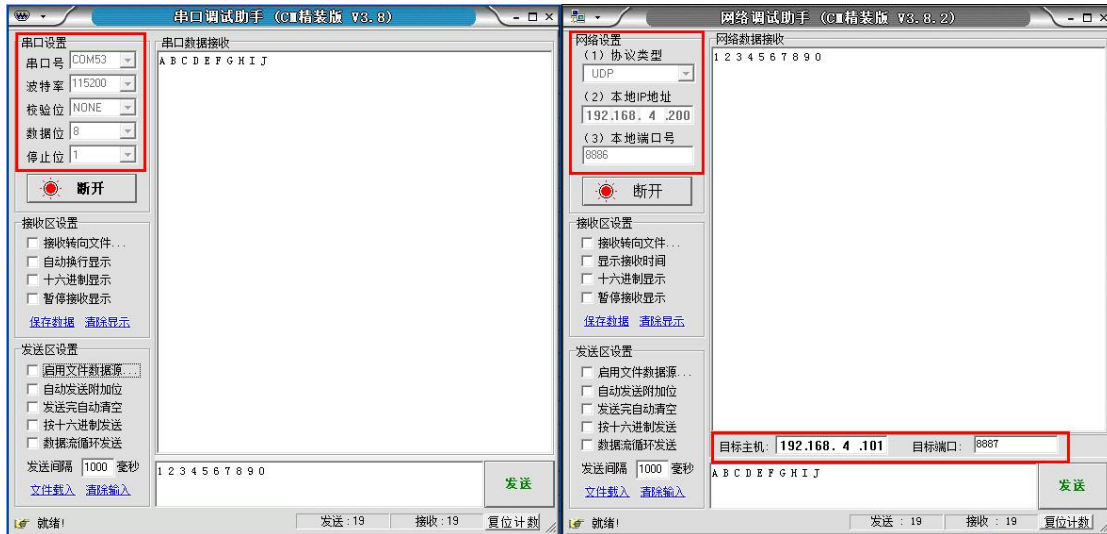 串口调试助手 (CM精装版 V3.8)
串口设置
串口号 COM53
波特率 115200
校验位 NONE
数据位 8
停止位 1
断开
接收区设置
接收转向文件...
自动换行显示
十六进制显示
暂停接收显示
保存数据 清除显示
发送区设置
启用文件数据源...
自动发送附加位
发送完自动清空
按十六进制发送
数据流循环发送
发送间隔 1000 毫秒
文件载入 清除输入
串口数据接收
A B C D E F G H I J
1 2 3 4 5 6 7 8 9 0
发送
就绪! 发送:19 接收:19 复位计数
网络调试助手 (CM精装版 V3.8.2)
网络设置
(1) 协议类型
UDP
(2) 本地IP地址
192.168. 4 .200
(3) 本地端口号
8886
断开
接收区设置
接收转向文件...
显示接收时间
十六进制显示
暂停接收显示
保存数据 清除显示
发送区设置
启用文件数据源...
自动发送附加位
发送完自动清空
按十六进制发送
数据流循环发送
发送间隔 1000 毫秒
文件载入 清除输入
网络数据接收
1 2 3 4 5 6 7 8 9 0
目标主机: 192.168. 4 .101 目标端口: 8887
A B C D E F G H I J
发送
就绪! 发送 : 19 接收 : 19 复位计数